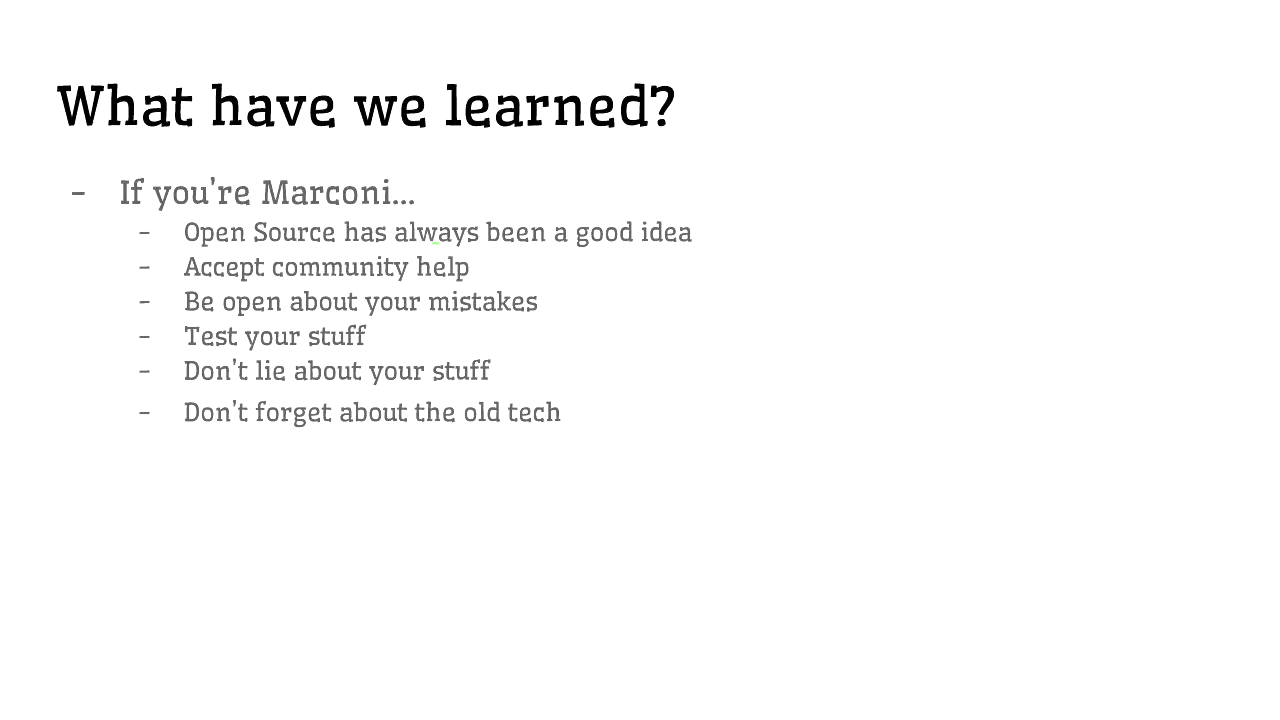 What have we learned?
- If you're Marconi...
- Open Source has always been a good idea
- Accept community help
- Be open about your mistakes
- Test your stuff
- Don't lie about your stuff
- Don't forget about the old tech